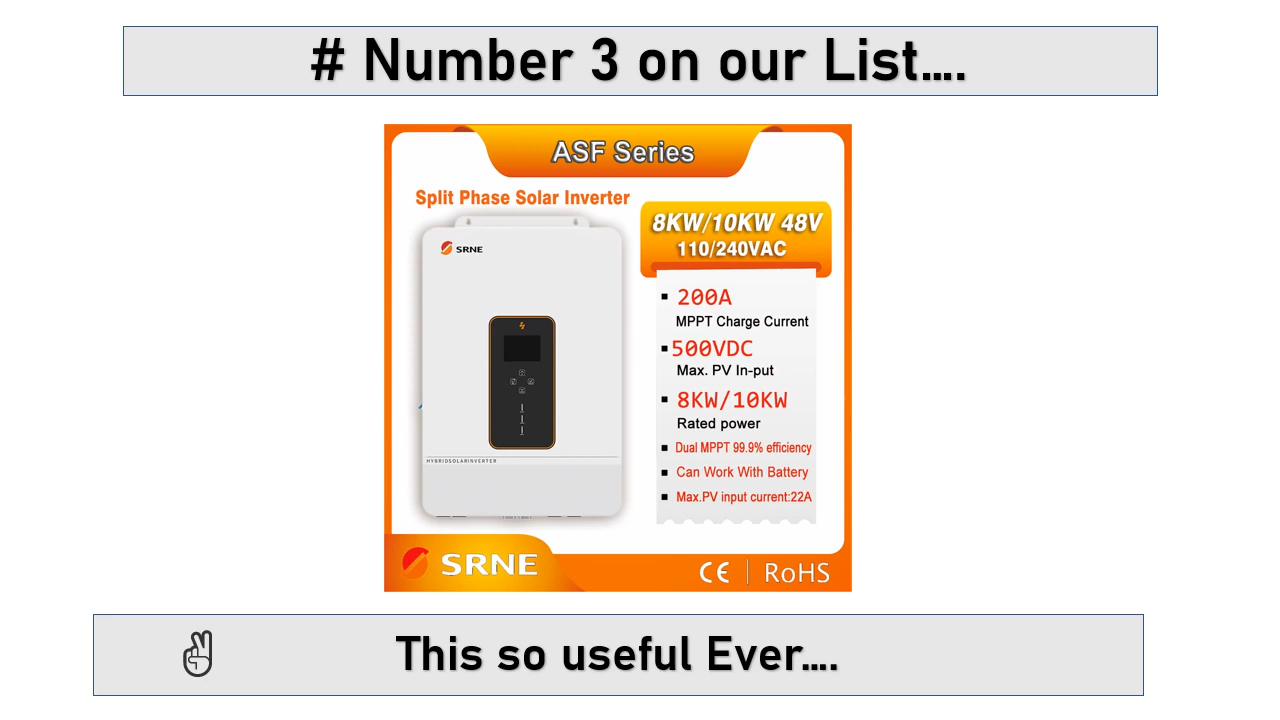 # Number 3 on our List....
ASF Series
Split Phase Solar Inverter
8KW/10KW 48V
110/240VAC
SRNE
▪ 200A
MPPT Charge Current
▪ 500VDC
Max. PV In-put
▪ 8KW/10KW
Rated power
▪ Dual MPPT 99.9% efficiency
▪ Can Work With Battery
▪ Max.PV input current:22A
HYBRIDSOLARINVERTER
SRNE
CE | RoHS
This so useful Ever....